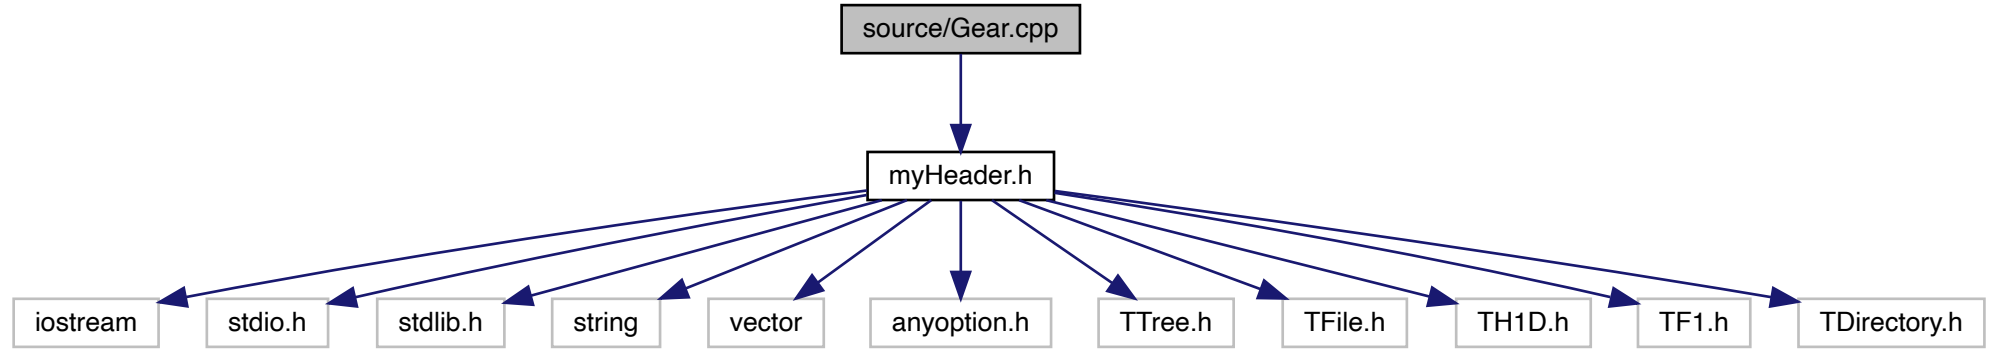 source/Gear.cpp
myHeader.h
iostream
stdio.h
stdlib.h
string
vector
anyoption.h
TTree.h
TFile.h
TH1D.h
TF1.h
TDirectory.h